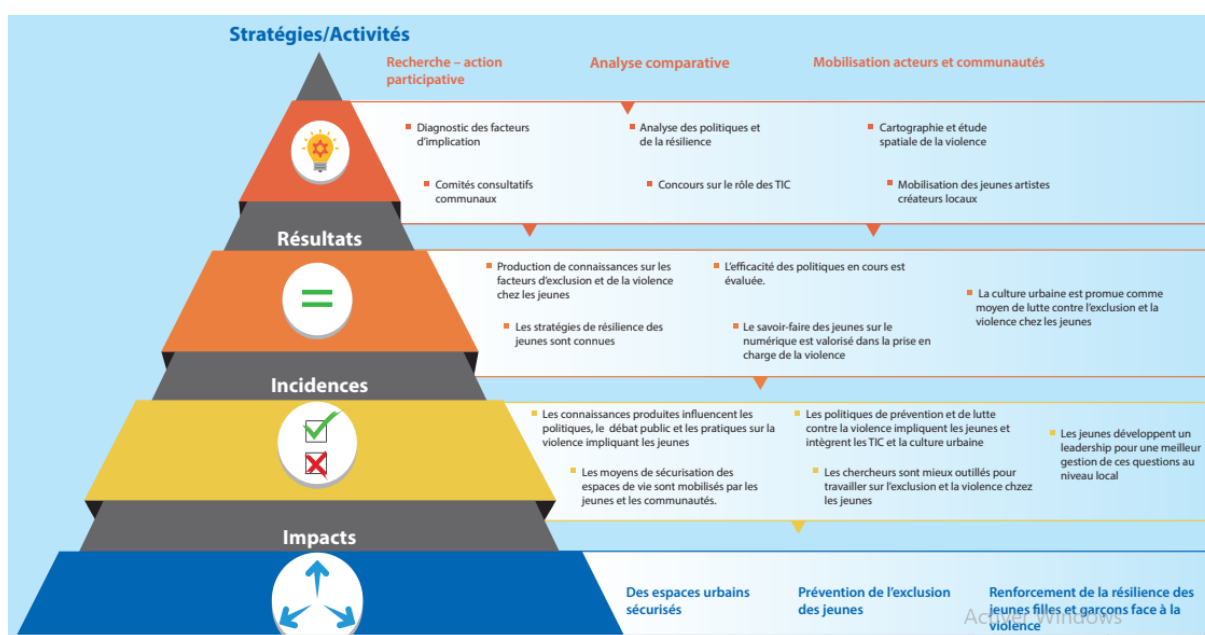 Stratégies/Activités
Recherche – action
participative
Analyse comparative
Mobilisation acteurs et communautés
Diagnostic des facteurs
d'implication
Analyse des politiques et
de la résilience
Cartographie et étude
spatiale de la violence
Comités consultatifs
communaux
Concours sur le rôle des TIC
Mobilisation des jeunes artistes
créateurs locaux
Résultats
Production de connaissances sur les
facteurs d'exclusion et de la violence
chez les jeunes
L'efficacité des politiques en cours est
évaluée.
La culture urbaine est promue comme
moyen de lutte contre l'exclusion et la
violence chez les jeunes
Les stratégies de résilience des
jeunes sont connues
Le savoir-faire des jeunes sur le
numérique est valorisé dans la prise en
charge de la violence
Incidences
Les connaissances produites influencent les
politiques, le débat public et les pratiques sur la
violence impliquant les jeunes
Les politiques de prévention et de lutte
contre la violence impliquent les jeunes et
intègrent les TIC et la culture urbaine
Les jeunes développent un
leadership pour une meilleur
gestion de ces questions au
niveau local
Les moyens de sécurisation des
espaces de vie sont mobilisés par les
jeunes et les communautés.
Les chercheurs sont mieux outillés pour
travailler sur l'exclusion et la violence chzez
les jeunes
Impacts
Des espaces urbains
sécurisés
Prévention de l'exclusion
des jeunes
Renforcement de la résilience des
jeunes filles et garçons face à la
violence
Activer Windows